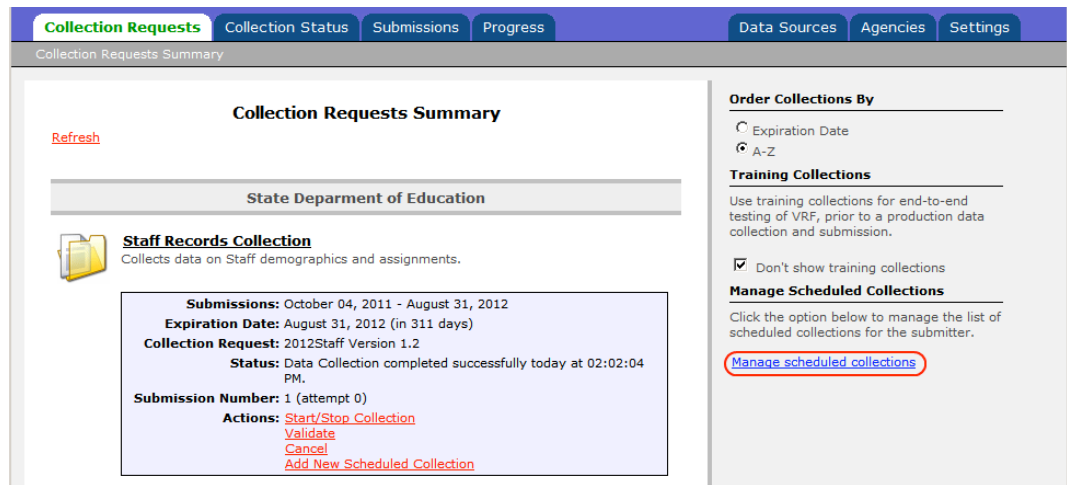 Collection Requests Collection Status Submissions Progress Data Sources Agencies Settings
Collection Requests Summary
Collection Requests Summary
Refresh
State Deparment of Education
Staff Records Collection
Collects data on Staff demographics and assignments.
Submissions: October 04, 2011 - August 31, 2012
Expiration Date: August 31, 2012 (in 311 days)
Collection Request: 2012Staff Version 1.2
Status: Data Collection completed successfully today at 02:02:04
PM.
Submission Number: 1 (attempt 0)
Actions: Start/Stop Collection
Validate
Cancel
Add New Scheduled Collection
Order Collections By
Expiration Date
A-Z
Training Collections
Use training collections for end-to-end
testing of VRF, prior to a production data
collection and submission.
Don't show training collections
Manage Scheduled Collections
Click the option below to manage the list of
scheduled collections for the submitter.
Manage scheduled collections